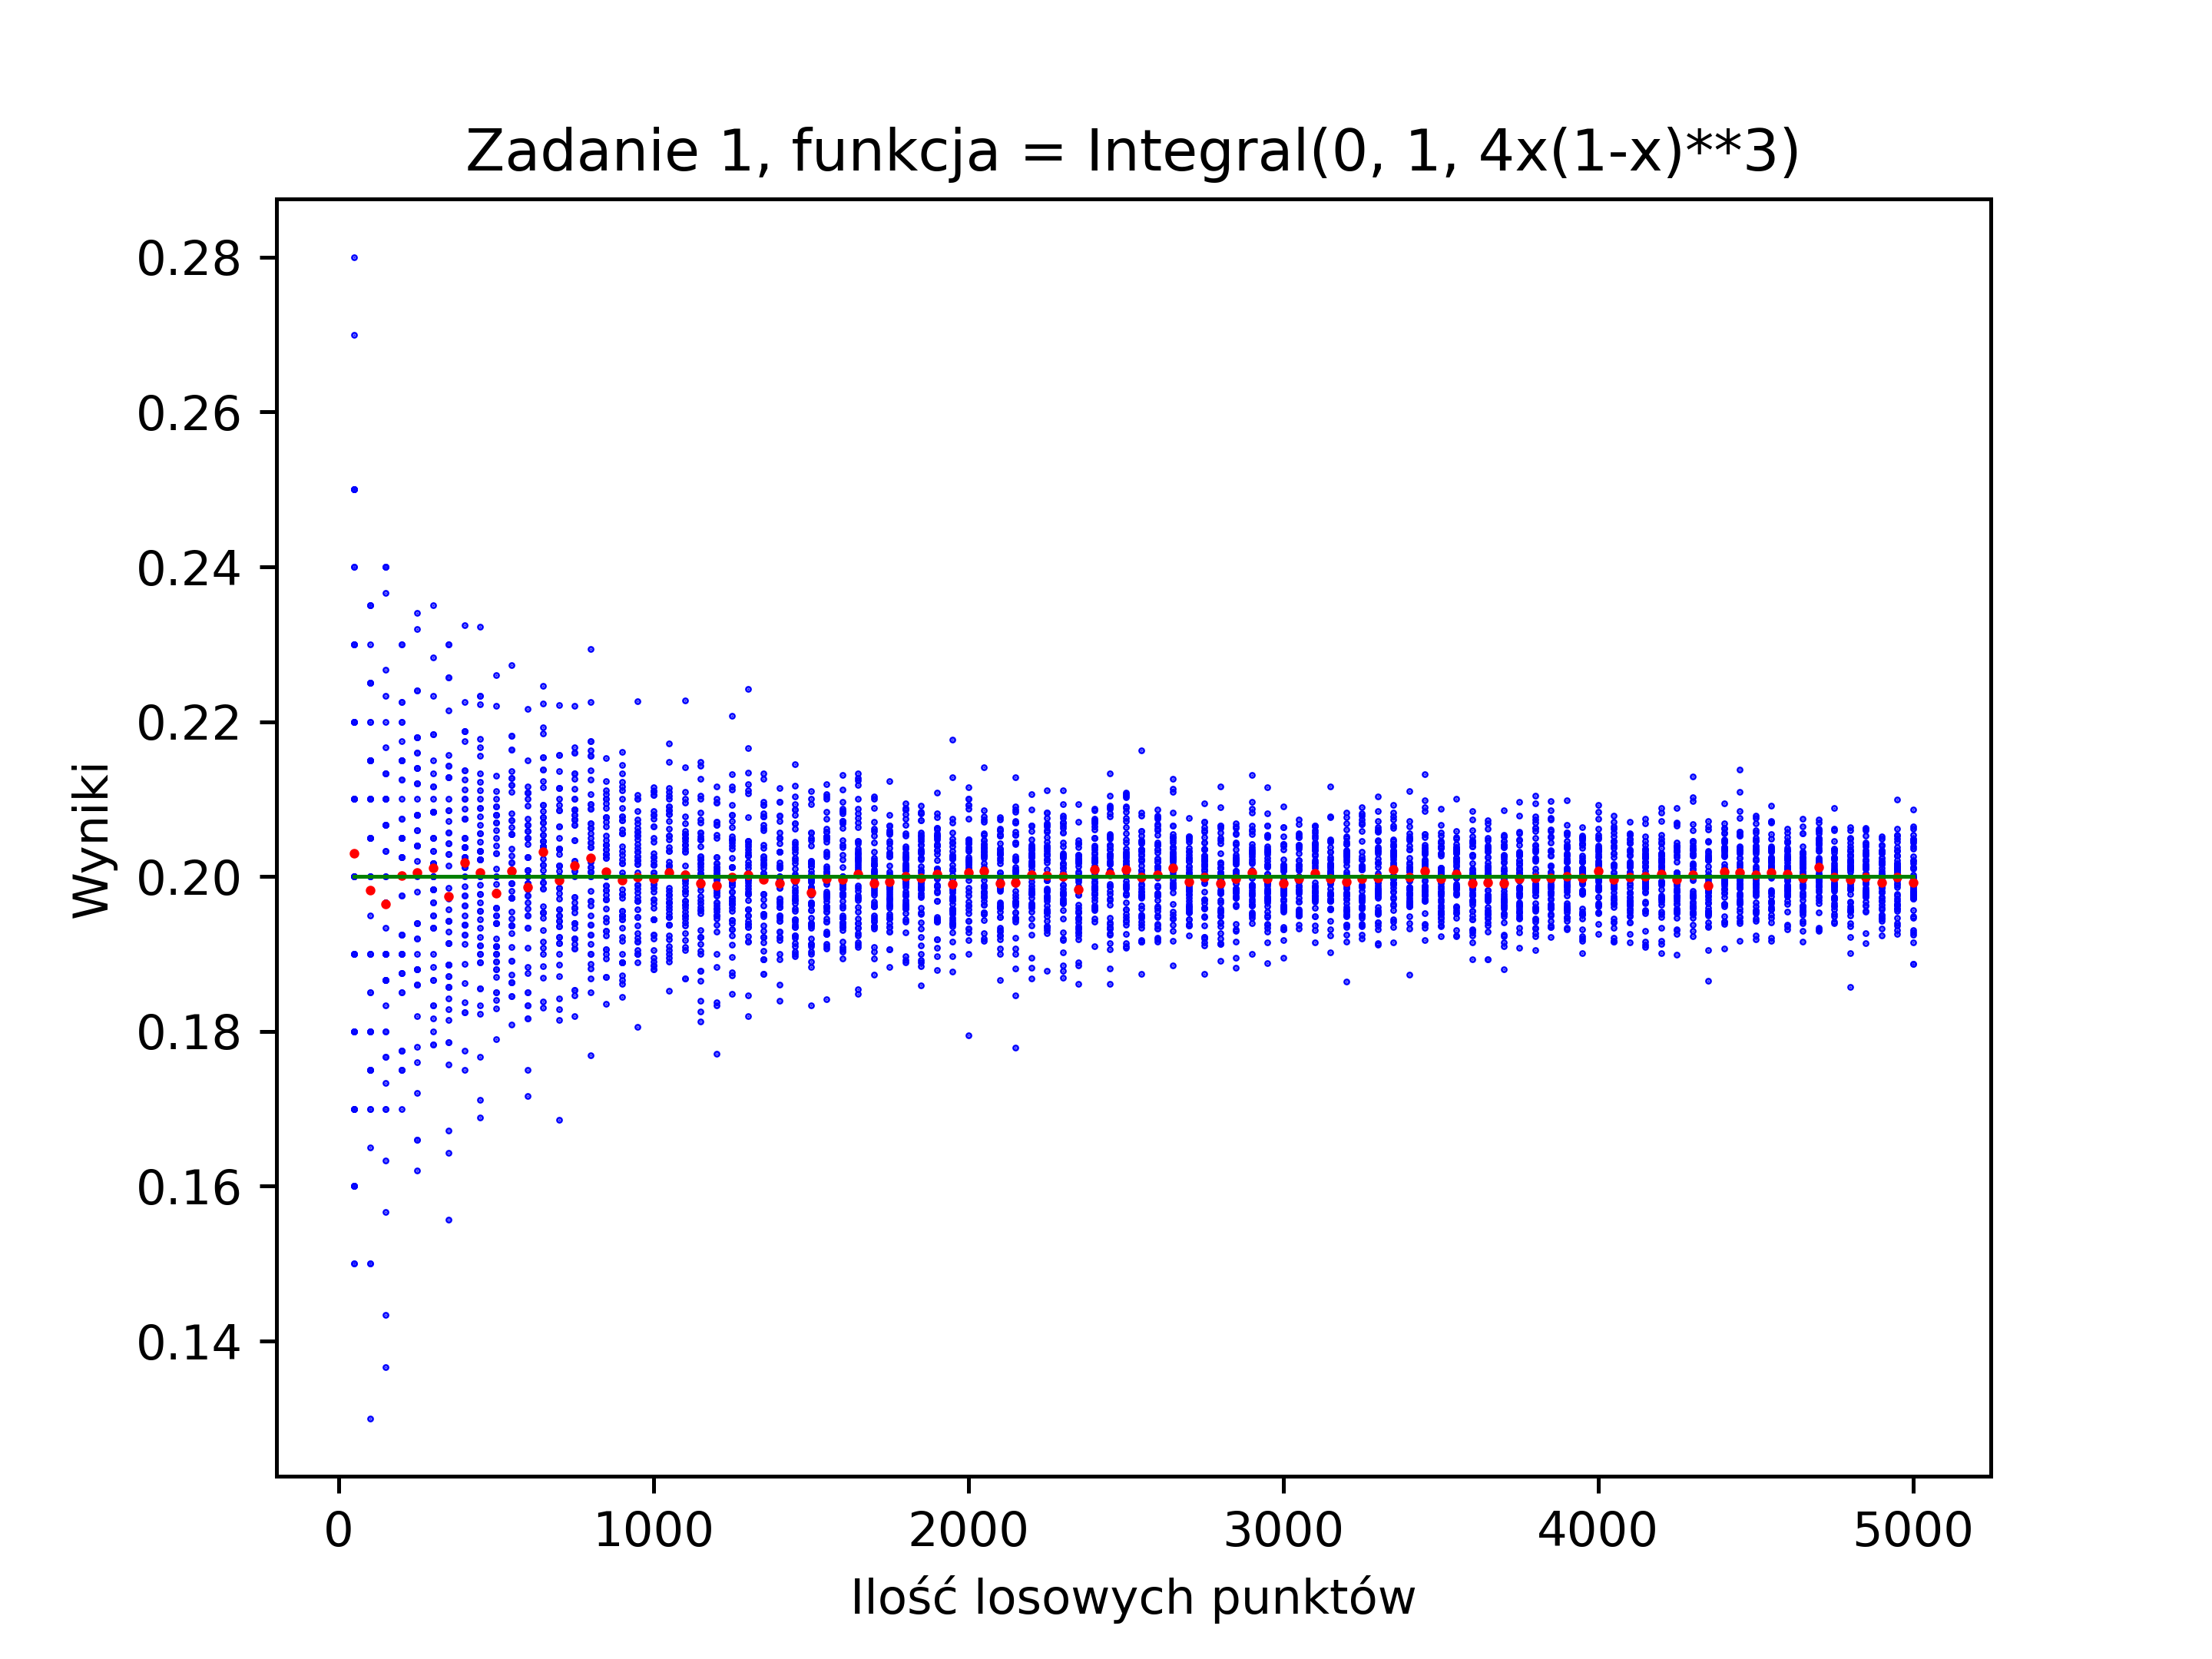 Zadanie 1, funkcja = Integral(0, 1, 4x(1-x)**3)
0.28
0.26
0.24
0.22
0.20
0.18
0.16
0.14
Wyniki
0 1000 2000 3000 4000 5000
Ilość losowych punktów